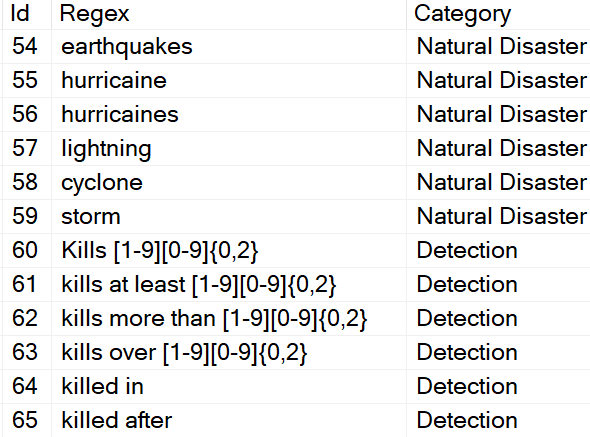 Id Regex Category
54 earthquakes Natural Disaster
55 hurricaine Natural Disaster
56 hurricaines Natural Disaster
57 lightning Natural Disaster
58 cyclone Natural Disaster
59 storm Natural Disaster
60 Kills [1-9][0-9]{0,2} Detection
61 kills at least [1-9][0-9]{0,2} Detection
62 kills more than [1-9][0-9]{0,2} Detection
63 kills over [1-9][0-9]{0,2} Detection
64 killed in Detection
65 killed after Detection